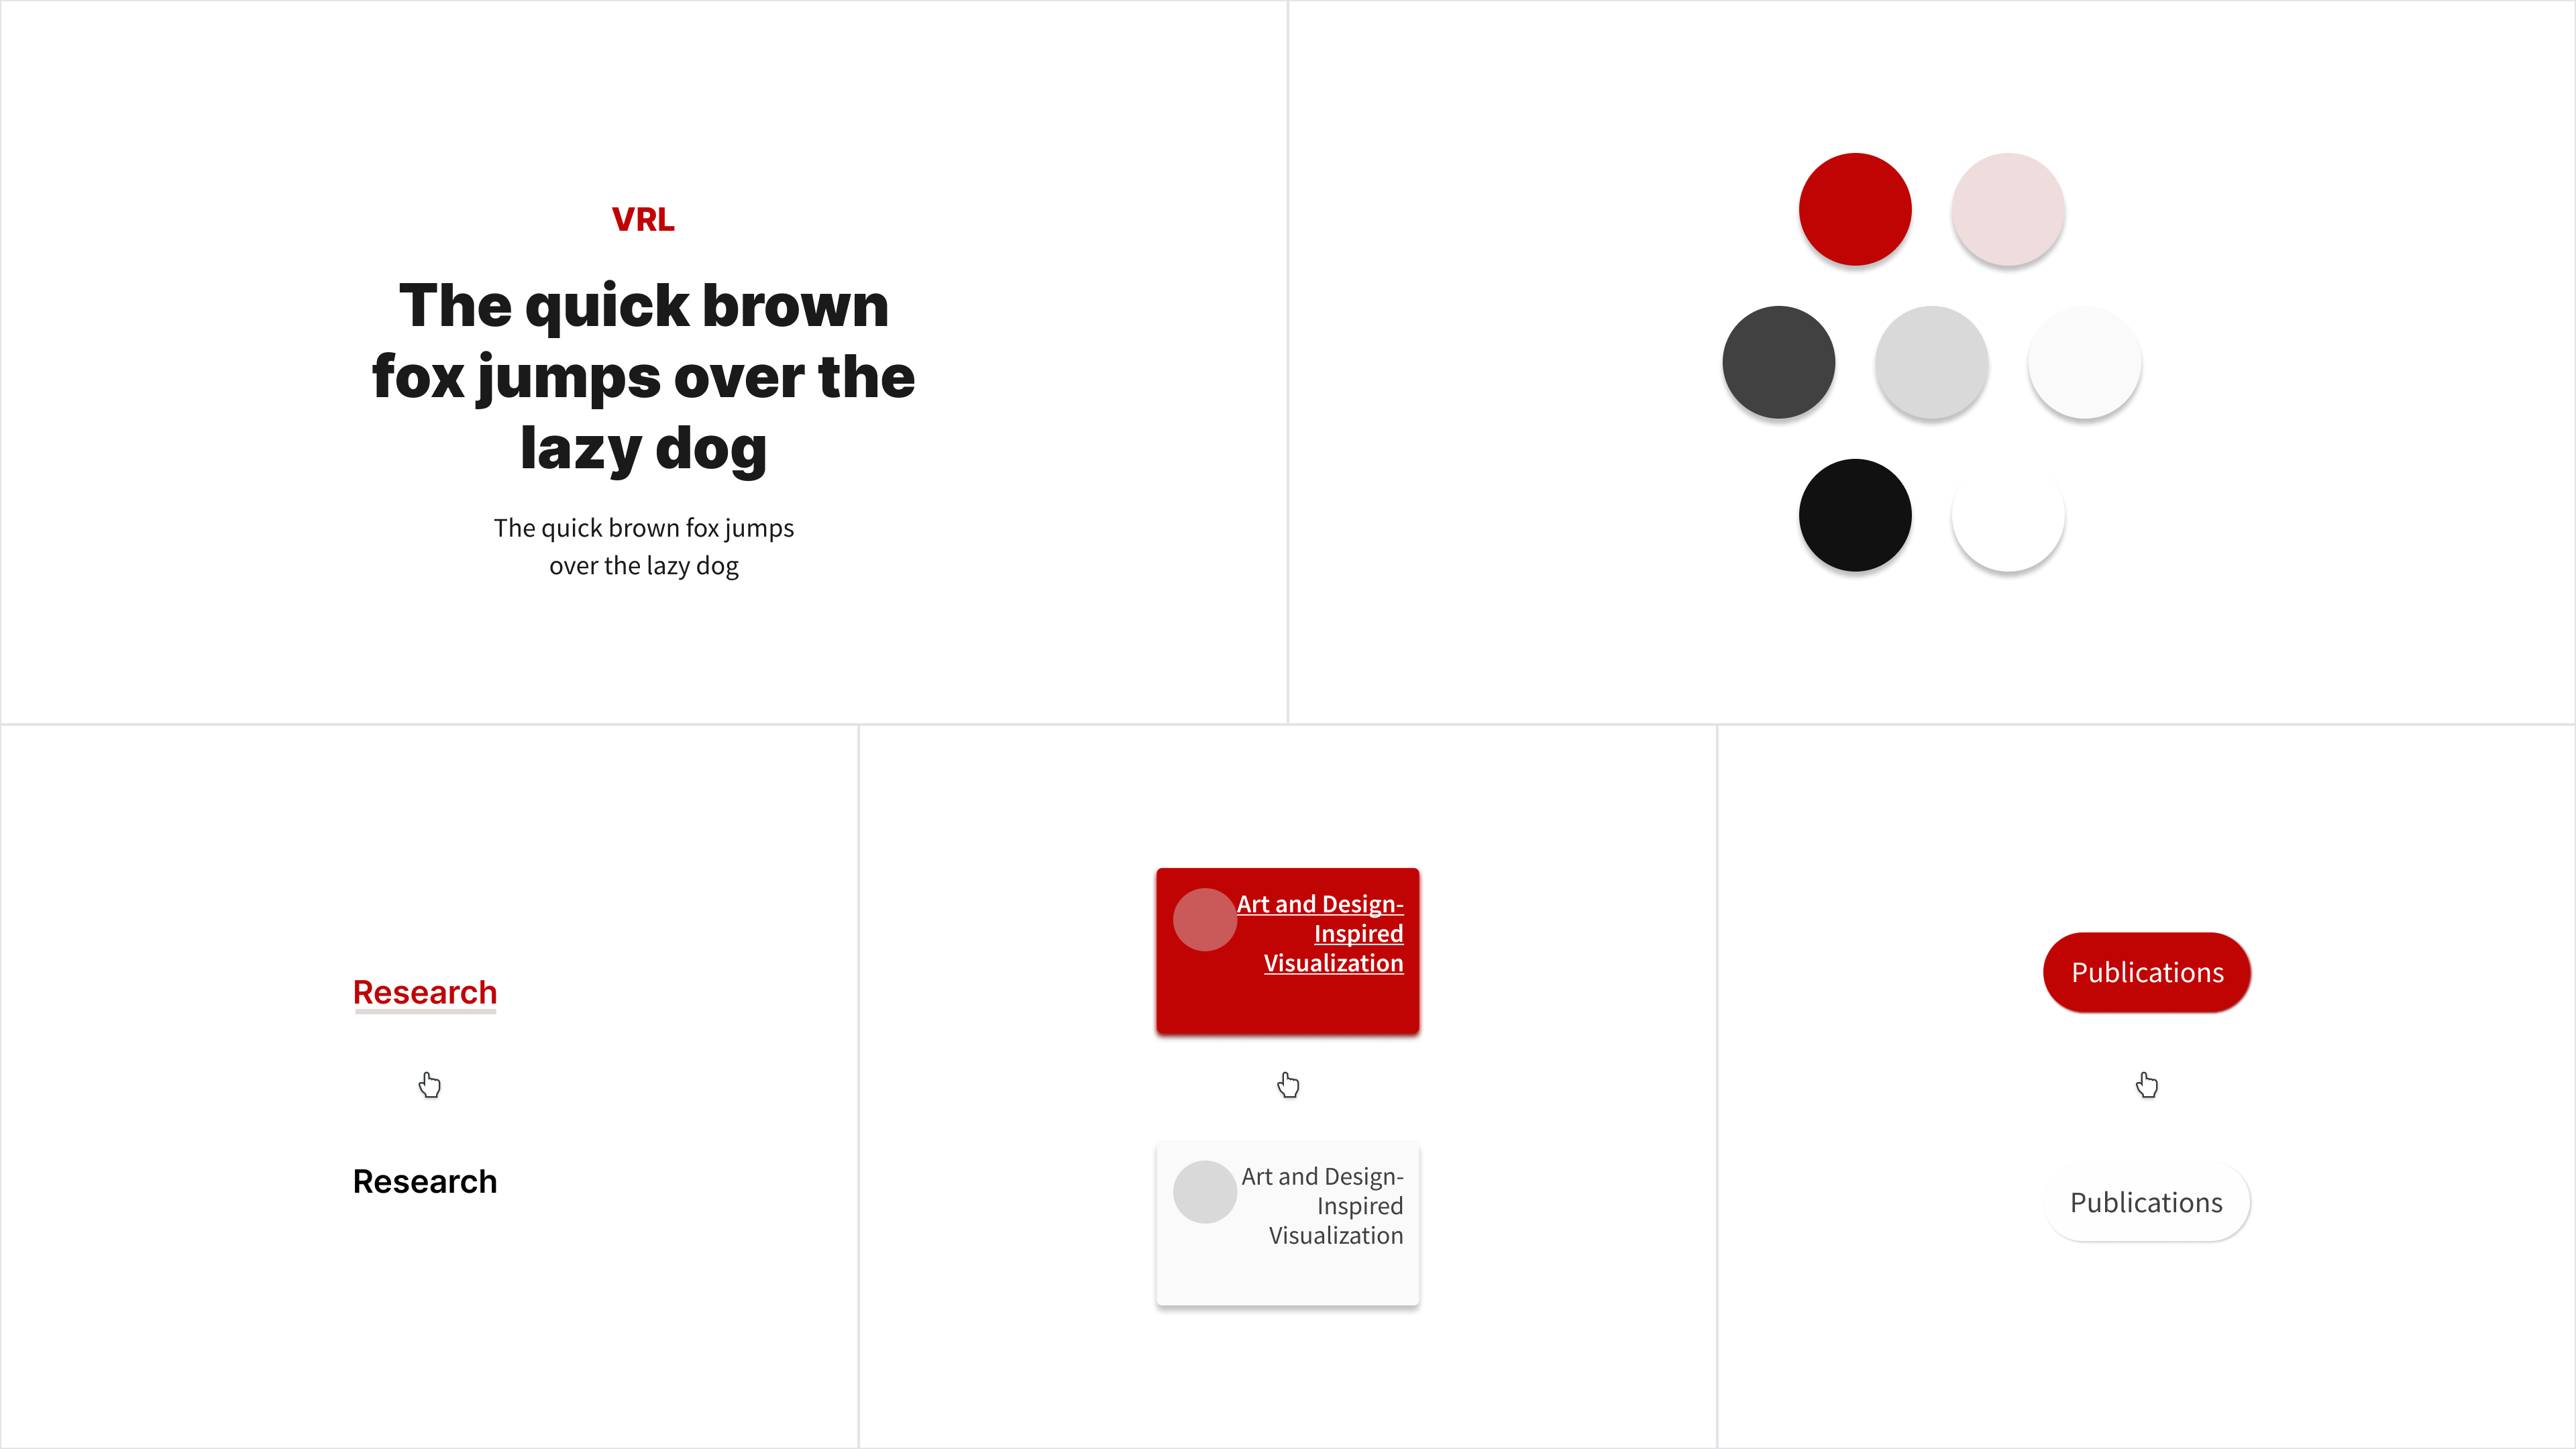 VRL
The quick brown
fox jumps over the
lazy dog
The quick brown fox jumps
over the lazy dog
Research
Research
Art and Design-
Inspired
Visualization
Art and Design-
Inspired
Visualization
Publications
Publications